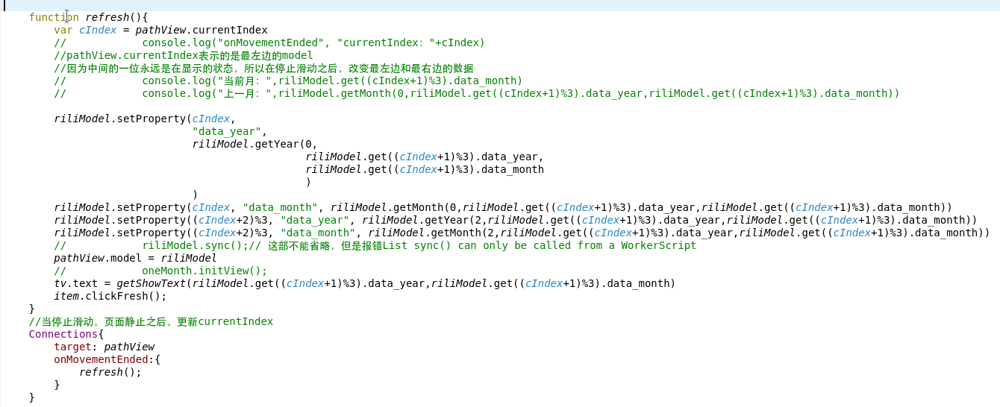 function refresh(){
var cIndex = pathView.currentIndex
// console.log("onMovementEnded", "currentIndex："+cIndex)
//pathView.currentIndex表示的是最左边的model
//因为中间的一位永远是在显示的状态，所以在停止滑动之后，改变最左边和最右边的数据
// console.log("当前月：",riliModel.get((cIndex+1)%3).data_month)
// console.log("上一月：",riliModel.getMonth(0,riliModel.get((cIndex+1)%3).data_year,riliModel.get((cIndex+1)%3).data_month))
riliModel.setProperty(cIndex,
"data_year",
riliModel.getYear(0,
riliModel.get((cIndex+1)%3).data_year,
riliModel.get((cIndex+1)%3).data_month
)
)
riliModel.setProperty(cIndex, "data_month", riliModel.getMonth(0,riliModel.get((cIndex+1)%3).data_year,riliModel.get((cIndex+1)%3).data_month))
riliModel.setProperty((cIndex+2)%3, "data_year", riliModel.getYear(2,riliModel.get((cIndex+1)%3).data_year,riliModel.get((cIndex+1)%3).data_month))
riliModel.setProperty((cIndex+2)%3, "data_month", riliModel.getMonth(2,riliModel.get((cIndex+1)%3).data_year,riliModel.get((cIndex+1)%3).data_month))
// riliModel.sync();// 这部不能省略，但是报错List sync() can only be called from a WorkerScript
pathView.model = riliModel
// oneMonth.initView();
tv.text = getShowText(riliModel.get((cIndex+1)%3).data_year,riliModel.get((cIndex+1)%3).data_month)
item.clickFresh();
}
//当停止滑动，页面静止之后，更新currentIndex
Connections{
target: pathView
onMovementEnded:{
refresh();
}
}